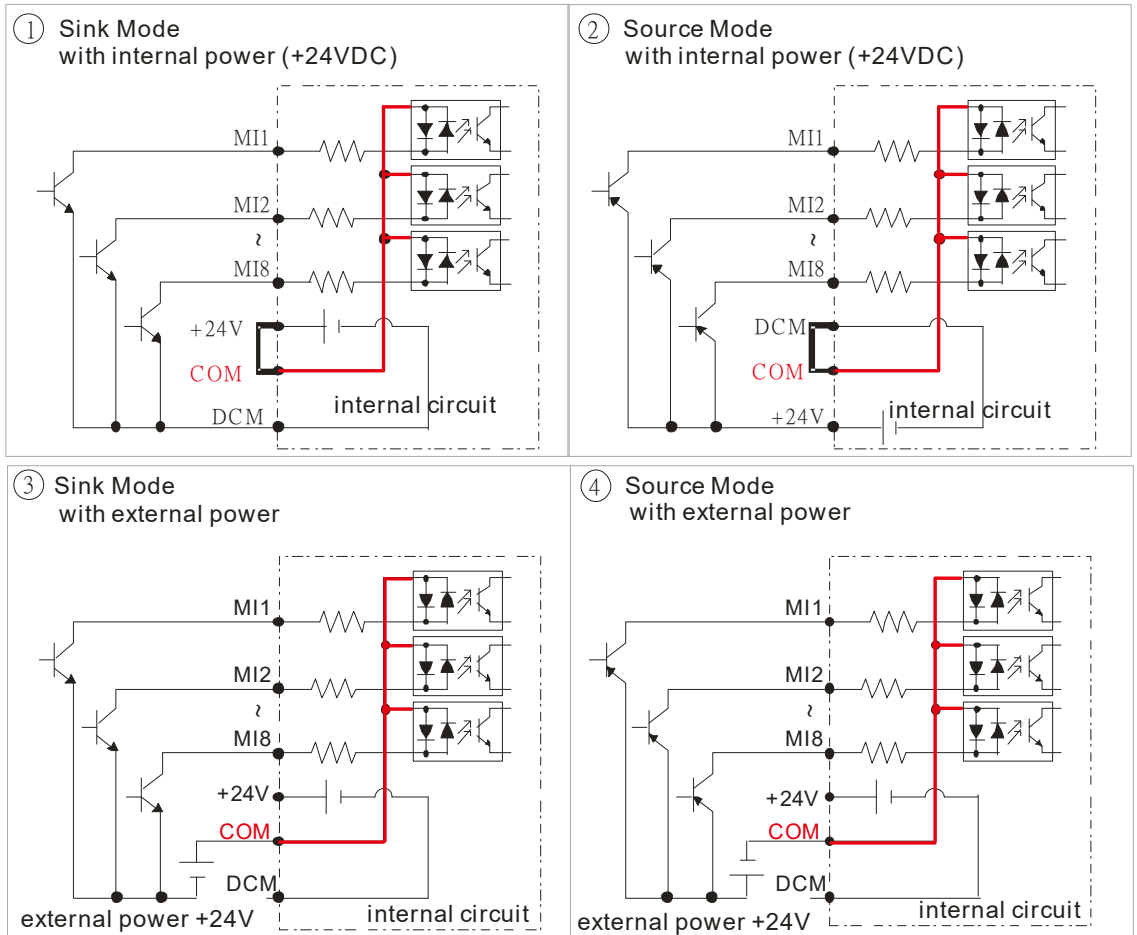 ① Sink Mode
with internal power (+24VDC)
MI1
MI2
~
MI8
+24V
COM
DCM
internal circuit
② Source Mode
with internal power (+24VDC)
MI1
MI2
~
MI8
DCM
COM
+24V
internal circuit
③ Sink Mode
with external power
MI1
MI2
~
MI8
+24V
COM
DCM
external power +24V
internal circuit
④ Source Mode
with external power
MI1
MI2
~
MI8
+24V
COM
DCM
external power +24V
internal circuit